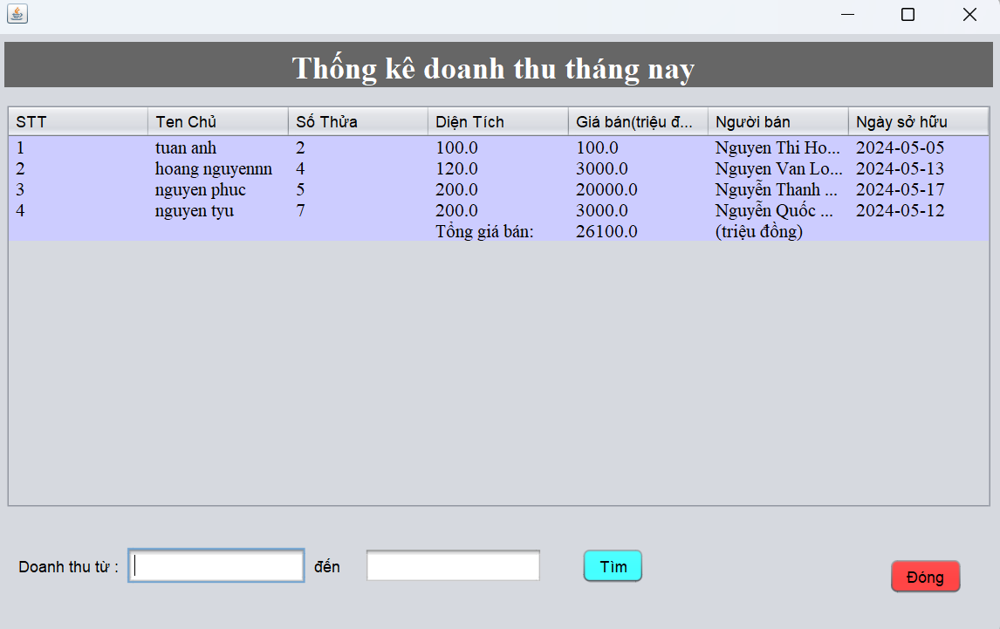 Thống kê doanh thu tháng nay
STT Ten Chủ Số Thửa Diện Tích Giá bán(triệu đ... Người bán Ngày sở hữu
1 tuan anh 2 100.0 100.0 Nguyen Thi Ho... 2024-05-05
2 hoang nguyennn 4 120.0 3000.0 Nguyen Van Lo... 2024-05-13
3 nguyen phuc 5 200.0 20000.0 Nguyễn Thanh ... 2024-05-17
4 nguyen tyu 7 200.0 3000.0 Nguyễn Quốc ... 2024-05-12
Tổng giá bán: 26100.0 (triệu đồng)
Doanh thu từ : đến Tìm
Đóng